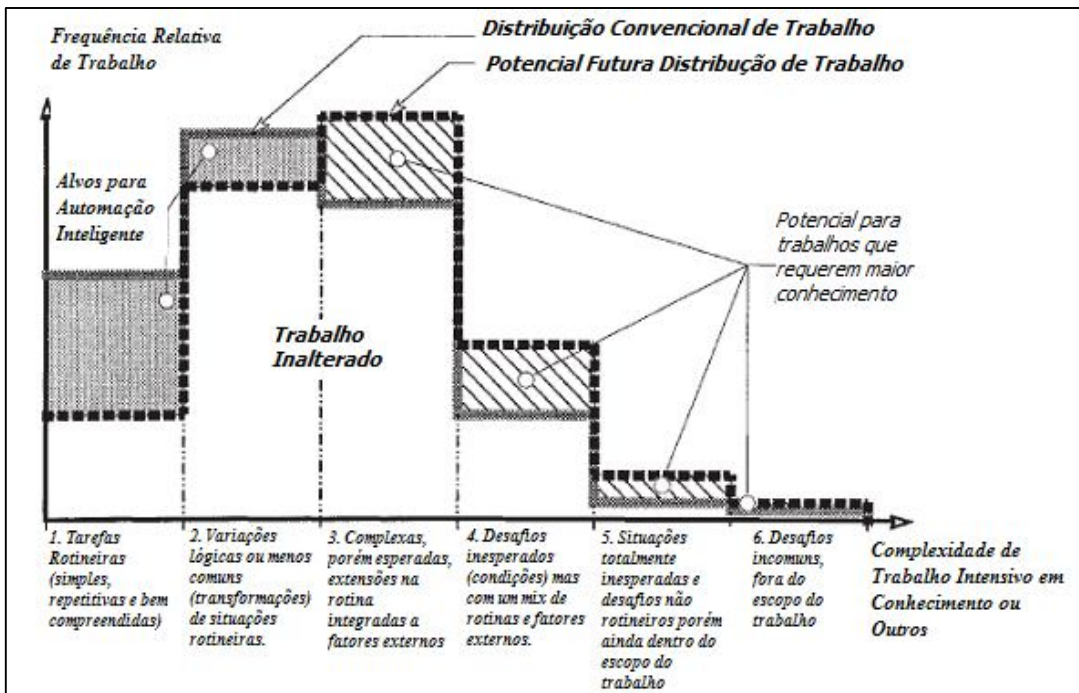 Frequência Relativa
de Trabalho
Distribuição Convencional de Trabalho
Potencial Futura Distribuição de Trabalho
Alvos para
Automação
Inteligente
Potencial para
trabalhos que
requerem maior
conhecimento
Trabalho
Inalterado
1. Tarefas
Rotineiras
(simples,
repetitivas e bem
compreendidas)
2. Variações
lógicas ou menos
comuns
(transformações)
de situações
rotineiras.
3. Complexas,
porém esperadas,
extensões na
rotina
integradas a
fatores externos
4. Desafios
inesperados
(condições) mas
com um mix de
rotinas e fatores
externos.
5. Situações
totalmente
inesperadas e
desafios não
rotineiros porém
ainda dentro do
escopo do
trabalho
6. Desafios
incomuns,
fora do
escopo do
trabalho
Complexidade de
Trabalho Intensivo em
Conhecimento ou
Outros